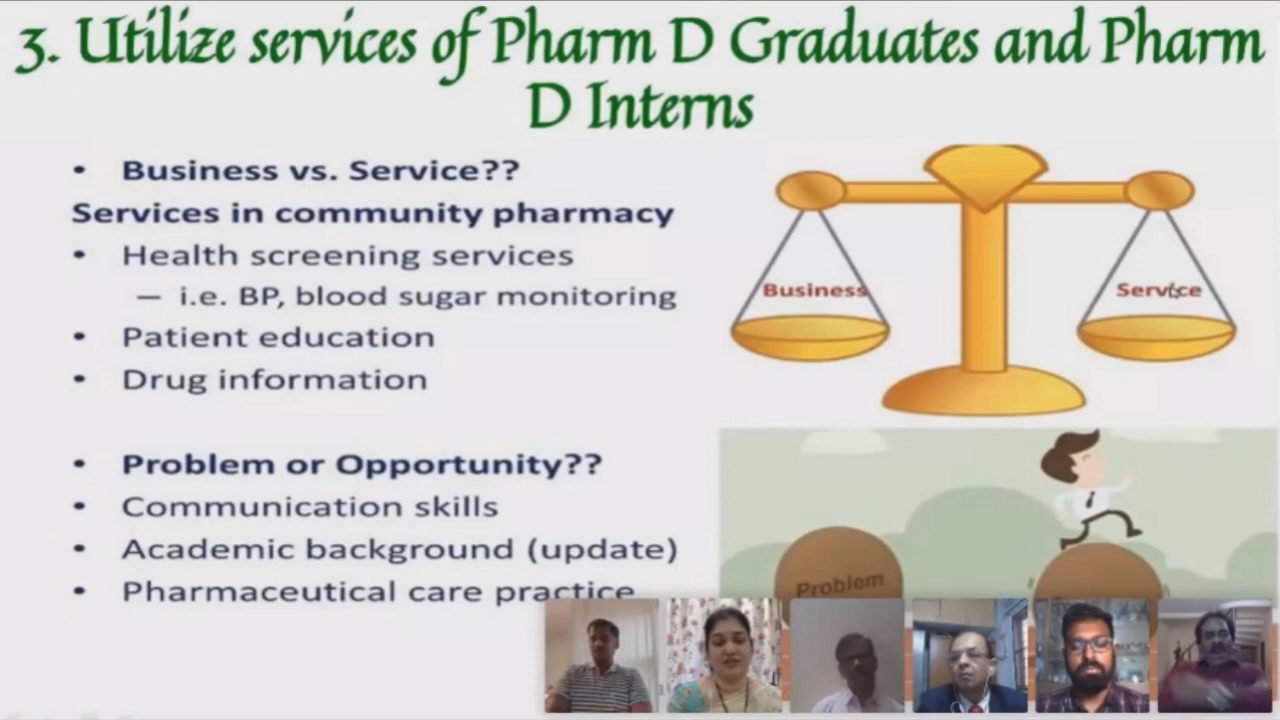 3. Utilize services of Pharm D Graduates and Pharm
D Interns
• Business vs. Service??
Services in community pharmacy
• Health screening services
– i.e. BP, blood sugar monitoring
• Patient education
• Drug information
• Problem or Opportunity??
• Communication skills
• Academic background (update)
• Pharmaceutical care practice
Business
Service
Problem